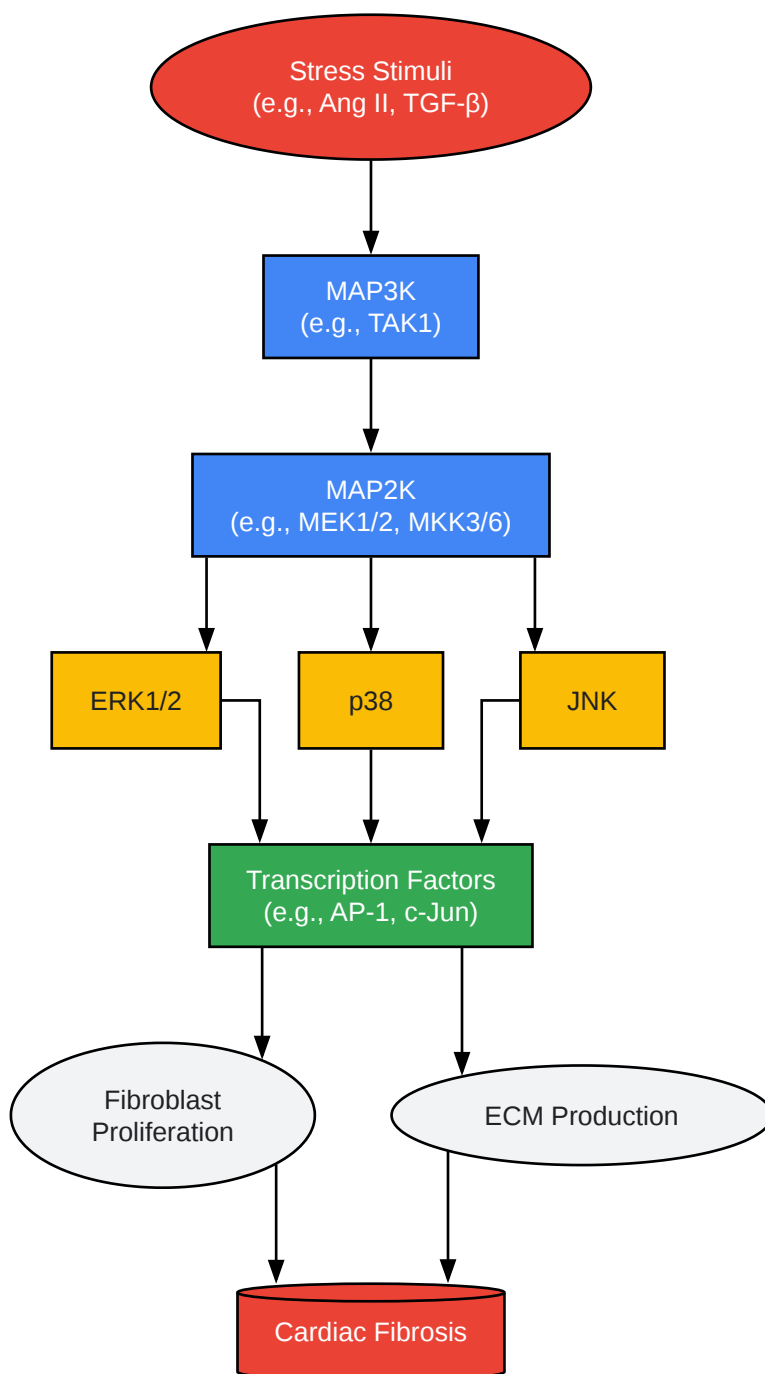 Stress Stimuli
(e.g., Ang II, TGF-β)
MAP3K
(e.g., TAK1)
MAP2K
(e.g., MEK1/2, MKK3/6)
ERK1/2
p38
JNK
Transcription Factors
(e.g., AP-1, c-Jun)
Fibroblast
Proliferation
ECM Production
Cardiac Fibrosis